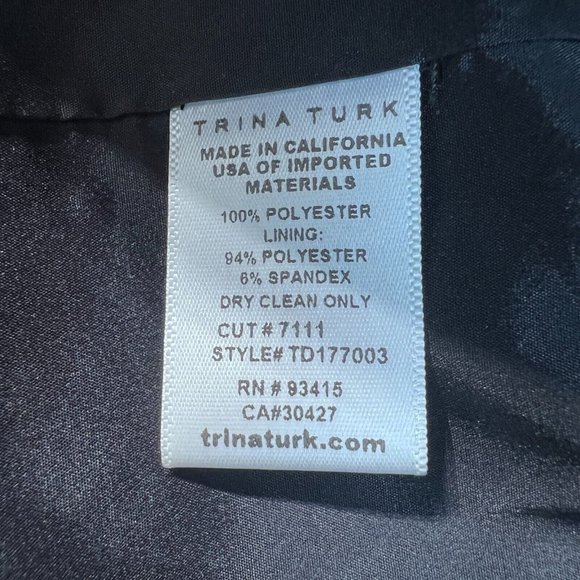 TRINA TURK
MADE IN CALIFORNIA
USA OF IMPORTED
MATERIALS
100% POLYESTER
LINING:
94% POLYESTER
6% SPANDEX
DRY CLEAN ONLY
CUT # 7111
STYLE# TD177003
RN # 93415
CA#30427
trinaturk.com